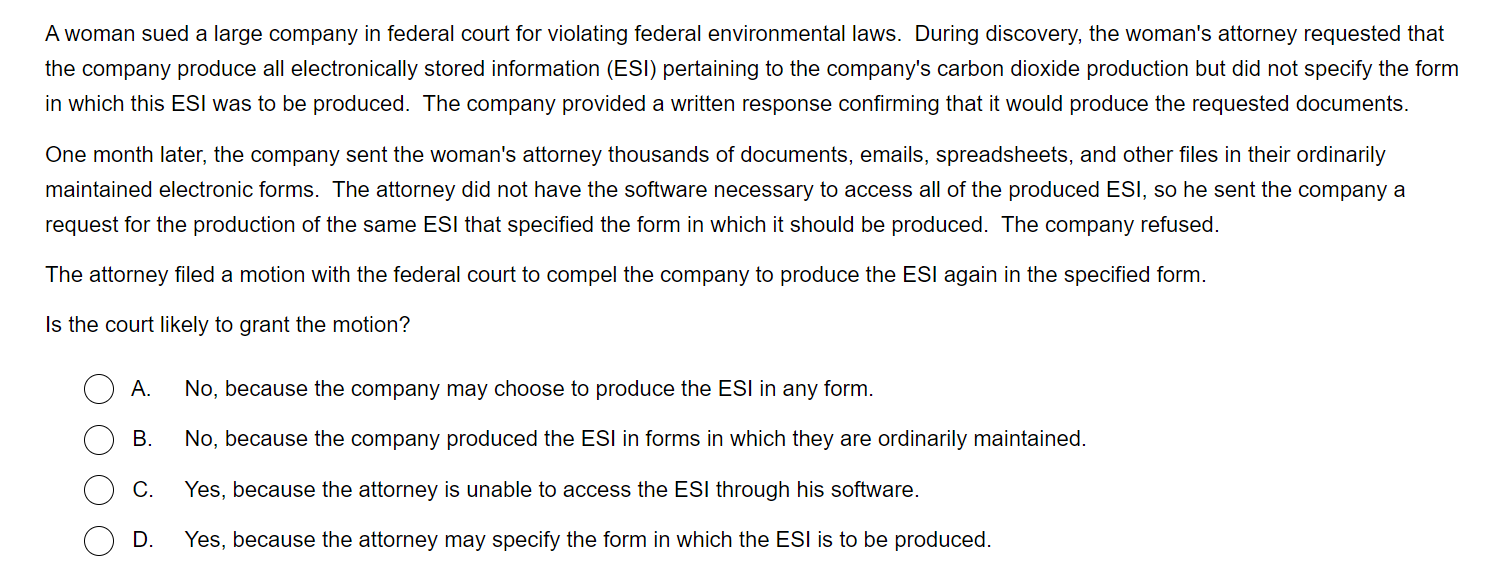 A woman sued a large company in federal court for violating federal environmental laws.  During discovery, the woman's attorney requested that
the company produce all electronically stored information (ESI) pertaining to the company's carbon dioxide production but did not specify the form
in which this ESI was to be produced.  The company provided a written response confirming that it would produce the requested documents.
One month later, the company sent the woman's attorney thousands of documents, emails, spreadsheets, and other files in their ordinarily
maintained electronic forms.  The attorney did not have the software necessary to access all of the produced ESI, so he sent the company a
request for the production of the same ESI that specified the form in which it should be produced.  The company refused.
The attorney filed a motion with the federal court to compel the company to produce the ESI again in the specified form.
Is the court likely to grant the motion?
A. No, because the company may choose to produce the ESI in any form.
B. No, because the company produced the ESI in forms in which they are ordinarily maintained.
C. Yes, because the attorney is unable to access the ESI through his software.
D. Yes, because the attorney may specify the form in which the ESI is to be produced.